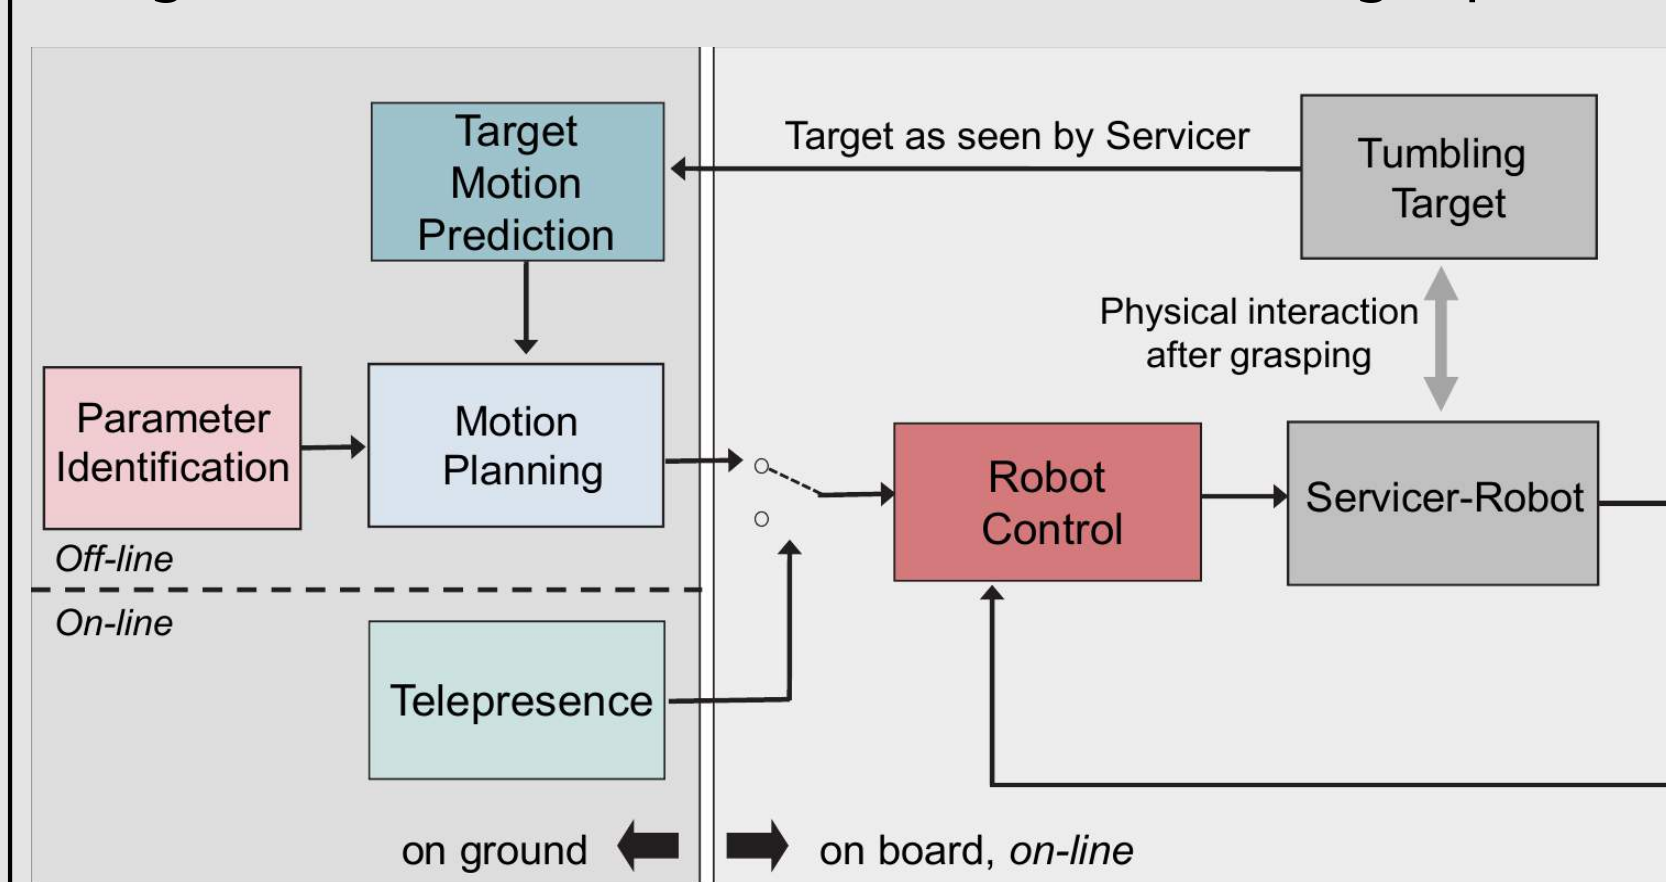 Target
Motion
Prediction
Target as seen by Servicer
Tumbling
Target
Physical interaction
after grasping
Parameter
Identification
Motion
Planning
Robot
Control
Servicer-Robot
Off-line
On-line
Telepresence
on ground
on board, on-line